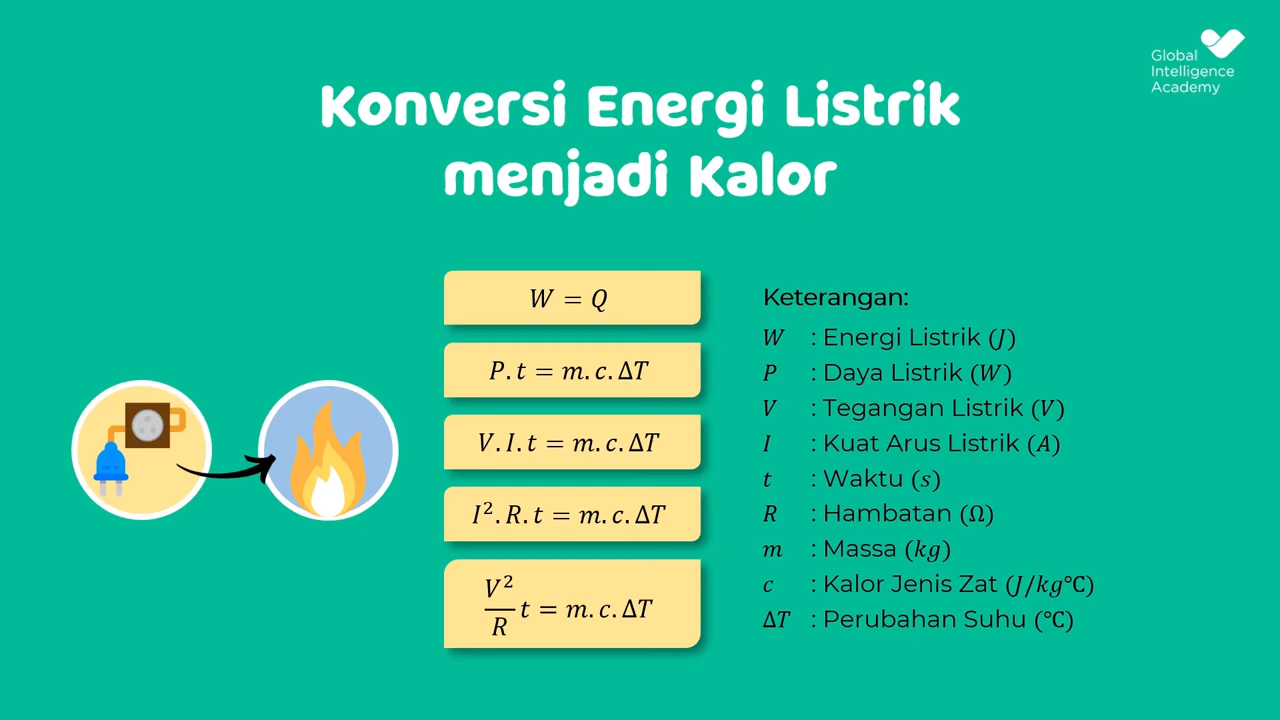 Global
Intelligence
Academy
Konversi Energi Listrik
menjadi Kalor
W = Q
P. t = m. c. ΔT
V. I. t = m. c. ΔT
I². R. t = m. c. ΔT
V²/R t = m. c. ΔT
Keterangan:
W : Energi Listrik (J)
P : Daya Listrik (W)
V : Tegangan Listrik (V)
I : Kuat Arus Listrik (A)
t : Waktu (s)
R : Hambatan (Ω)
m : Massa (kg)
c : Kalor Jenis Zat (J/kg℃)
ΔT : Perubahan Suhu (℃)